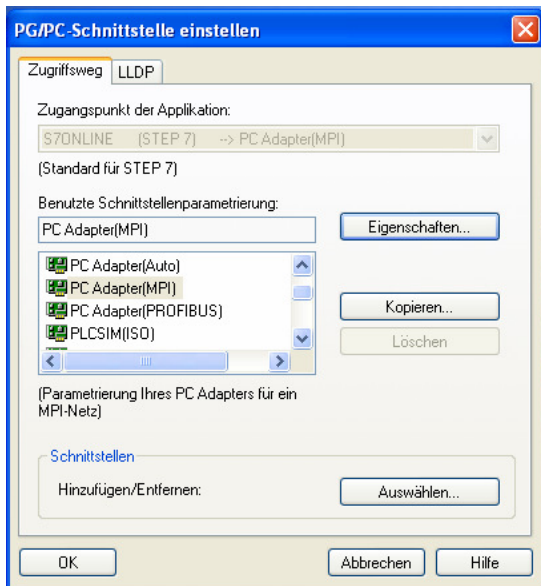 PG/PC-Schnittstelle einstellen
Zugriffsweg
LLDP
Zugangspunkt der Applikation:
S7ONLINE (STEP 7) --> PC Adapter(MPI)
(Standard für STEP 7)
Benutzte Schnittstellenparametrierung:
PC Adapter(MPI)
Eigenschaften...
PC Adapter(Auto)
PC Adapter(MPI)
PC Adapter(PROFIBUS)
PLCSIM(ISO)
Kopieren...
Löschen
(Parametrierung Ihres PC Adapters für ein
MPI-Netz)
Schnittstellen
Hinzufügen/Entfernen:
Auswählen...
OK
Abbrechen
Hilfe